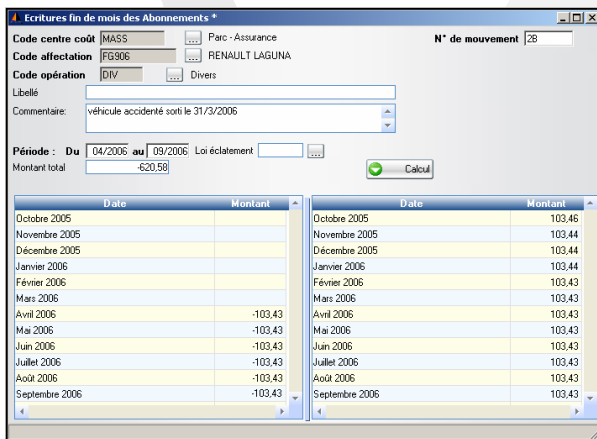 Ecritures fin de mois des Abonnements *
Code centre coût MASS ... Parc - Assurance N° de mouvement 2B
Code affectation FG906 ... RENAULT LAGUNA
Code opération DIV ... Divers
Libellé
Commentaire: véhicule accidenté sorti le 31/3/2006
Période : Du 04/2006 au 09/2006 Loi éclatement ...
Montant total -620,58 Calcul
Date Montant Date Montant
Octobre 2005 Octobre 2005 103,46
Novembre 2005 Novembre 2005 103,44
Décembre 2005 Décembre 2005 103,44
Janvier 2006 Janvier 2006 103,44
Février 2006 Février 2006 103,43
Mars 2006 Mars 2006 103,43
Avril 2006 -103,43 Avril 2006 103,43
Mai 2006 -103,43 Mai 2006 103,43
Juin 2006 -103,43 Juin 2006 103,43
Juillet 2006 -103,43 Juillet 2006 103,43
Août 2006 -103,43 Août 2006 103,43
Septembre 2006 -103,43 Septembre 2006 103,43